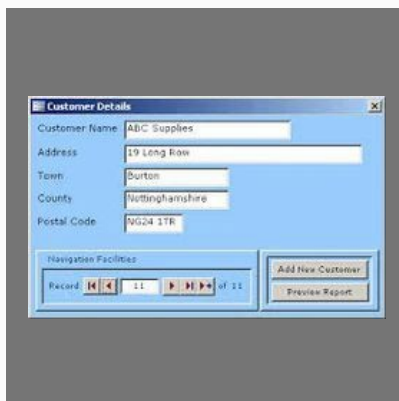 Customer Details
Customer Name ABC Supplies
Address 19 Long Row
Town Burton
County Nottinghamshire
Postal Code NG24 1TR
Navigation Facilities
Record 11 of 11
Add New Customer
Preview Report